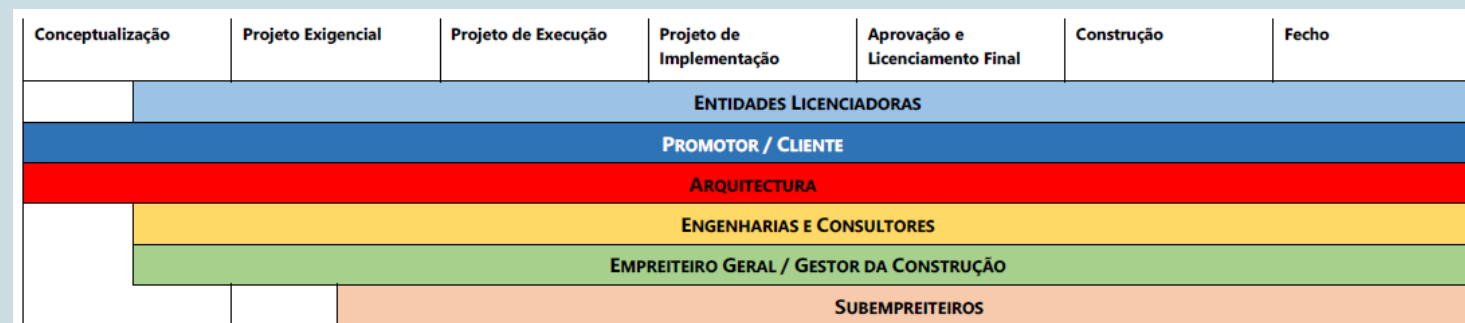 Conceptualização
Projeto Exigencial
Projeto de Execução
Projeto de
Implementação
Aprovação e
Licenciamento Final
Construção
Fecho
ENTIDADES LICENCIADORAS
PROMOTOR / CLIENTE
ARQUITECTURA
ENGENHARIAS E CONSULTORES
EMPREITEIRO GERAL / GESTOR DA CONSTRUÇÃO
SUBEMPREITEIROS